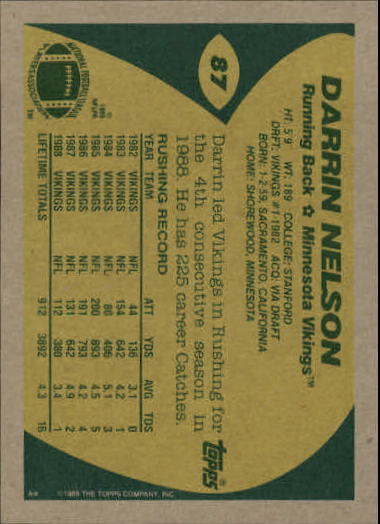 87
DARRIN NELSON
Running Back ✩ Minnesota Vikings™
HT: 5'9 WT: 189 COLLEGE: STANFORD
DRFT: VIKINGS #1-1982 ACQ: VIA DRAFT
BORN: 1-2-59, SACRAMENTO, CALIFORNIA
HOME: SHOREWOOD, MINNESOTA
Darrin led Vikings in Rushing for
the 4th consecutive season in
1988. He has 225 career Catches.
Topps
RUSHING RECORD
YEAR TEAM ATT YDS AVG TDS
1982 VIKINGS NFL 44 136 3.1 0
1983 VIKINGS NFL 154 642 4.2 1
1984 VIKINGS NFL 80 406 5.1 3
1985 VIKINGS NFL 200 893 4.5 5
1986 VIKINGS NFL 191 793 4.2 4
1987 VIKINGS NFL 131 642 4.9 2
1988 VIKINGS NFL 112 380 3.4 1
LIFETIME TOTALS 912 3892 4.3 16
NATIONAL FOOTBALL LEAGUE
PLAYERS ASSOCIATION™
©1989 THE TOPPS COMPANY, INC.